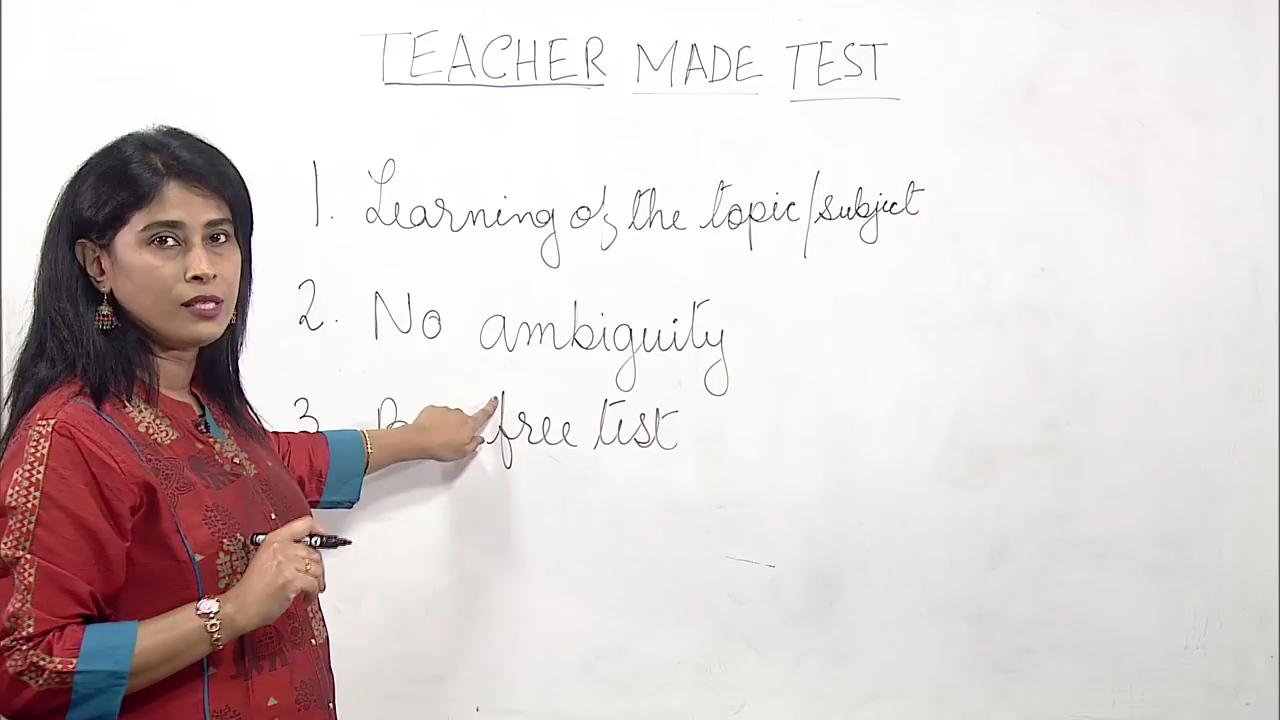 TEACHER MADE TEST
1. Learning of the topic/subject
2. No ambiguity
3. free test